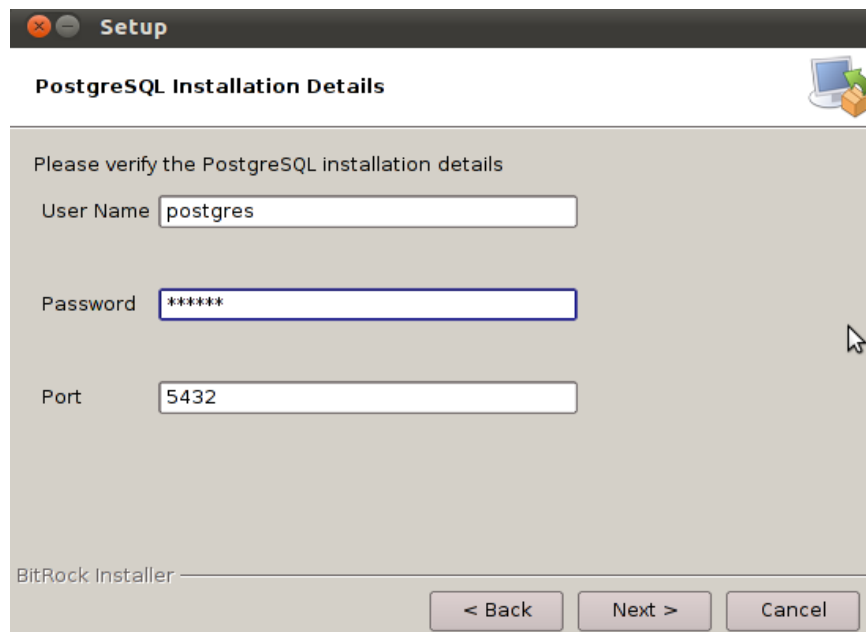 Setup
PostgreSQL Installation Details
Please verify the PostgreSQL installation details
User Name postgres
Password ******
Port 5432
BitRock Installer
< Back Next > Cancel